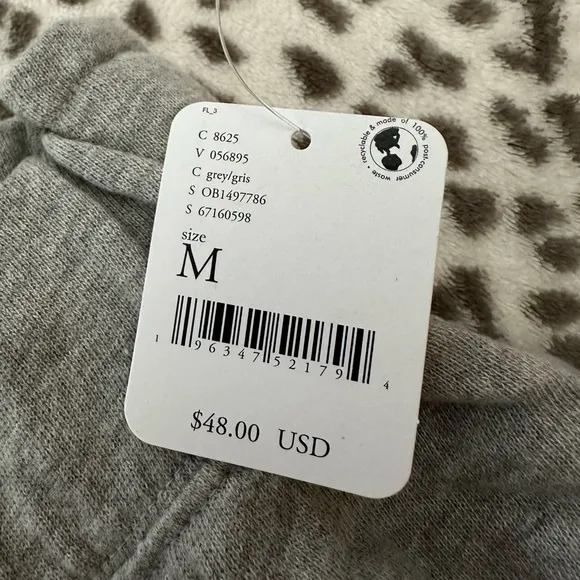 FL_3
C 8625
V 056895
C grey/gris
S OB1497786
S 67160598
size
M
1 96347 52179 4
$48.00 USD
recyclable & made of 100% post-consumer waste •